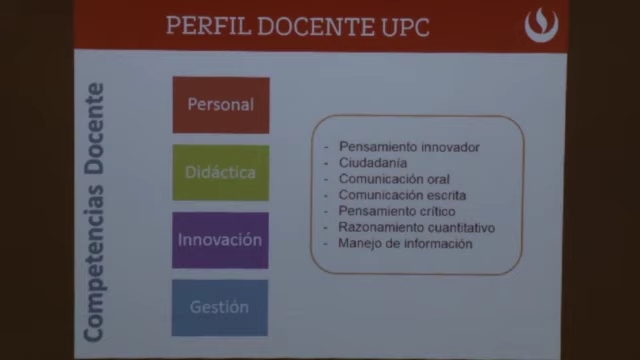 PERFIL DOCENTE UPC
Competencias Docente
Personal
Didáctica
Innovación
Gestión
- Pensamiento innovador
- Ciudadanía
- Comunicación oral
- Comunicación escrita
- Pensamiento crítico
- Razonamiento cuantitativo
- Manejo de información